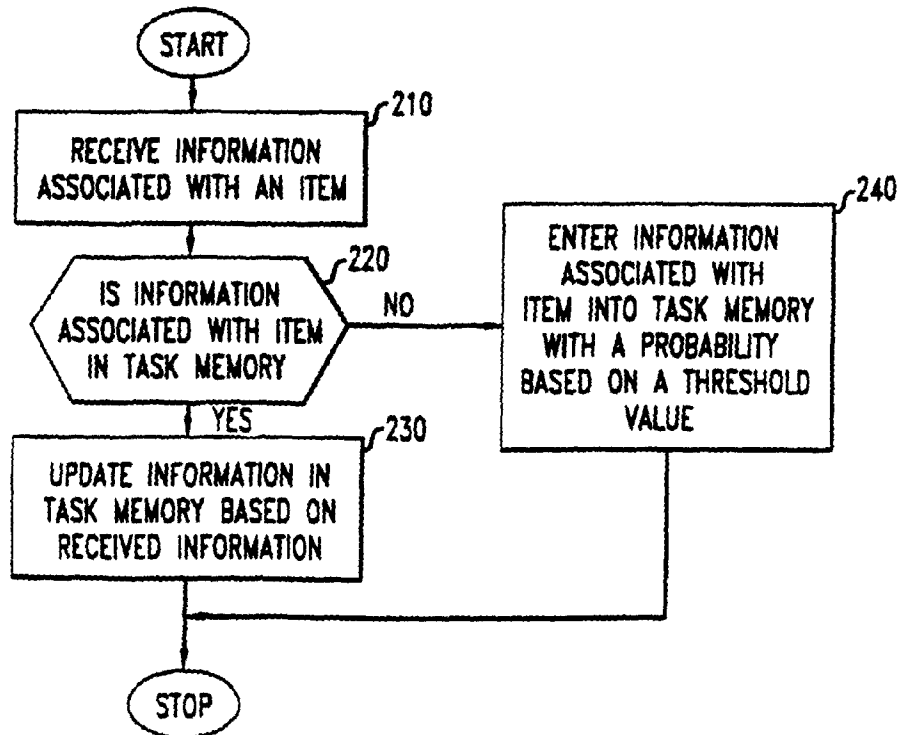 START
210
RECEIVE INFORMATION
ASSOCIATED WITH AN ITEM
220
IS INFORMATION
ASSOCIATED WITH ITEM
IN TASK MEMORY
NO
240
ENTER INFORMATION
ASSOCIATED WITH
ITEM INTO TASK MEMORY
WITH A PROBABILITY
BASED ON A THRESHOLD
VALUE
YES
230
UPDATE INFORMATION IN
TASK MEMORY BASED ON
RECEIVED INFORMATION
STOP